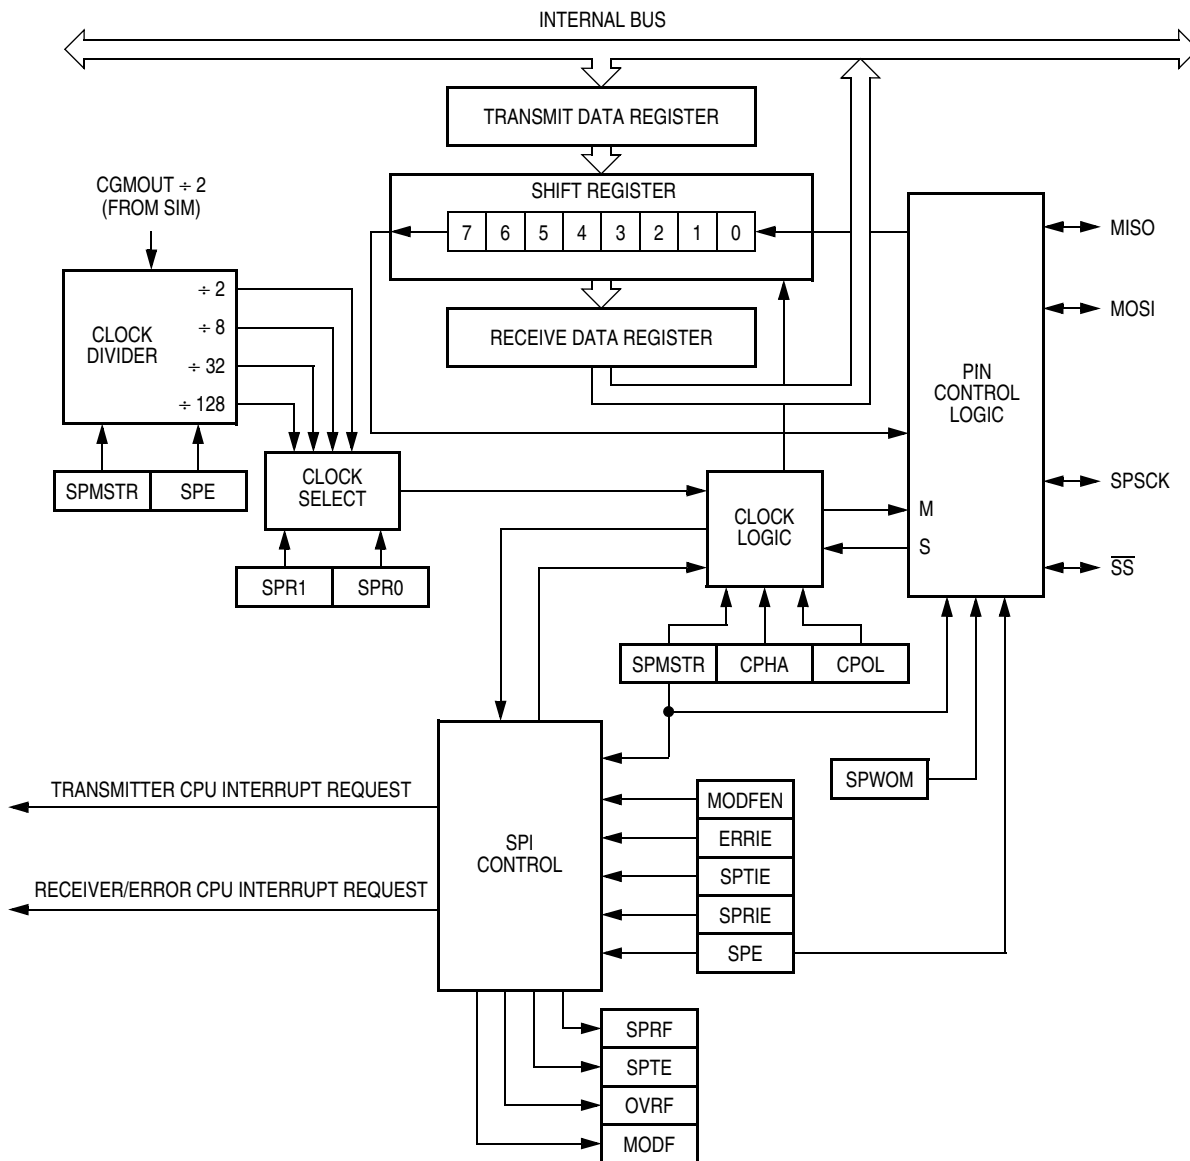 INTERNAL BUS
TRANSMIT DATA REGISTER
SHIFT REGISTER
7 6 5 4 3 2 1 0
RECEIVE DATA REGISTER
CGMOUT ÷ 2
(FROM SIM)
CLOCK
DIVIDER
÷ 2
÷ 8
÷ 32
÷ 128
SPMSTR SPE
CLOCK
SELECT
SPR1 SPR0
CLOCK
LOGIC
PIN
CONTROL
LOGIC
M
S
MISO
MOSI
SPSCK
SS
SPMSTR CPHA CPOL
SPWOM
TRANSMITTER CPU INTERRUPT REQUEST
RECEIVER/ERROR CPU INTERRUPT REQUEST
SPI
CONTROL
MODFEN
ERRIE
SPTIE
SPRIE
SPE
SPRF
SPTE
OVRF
MODF